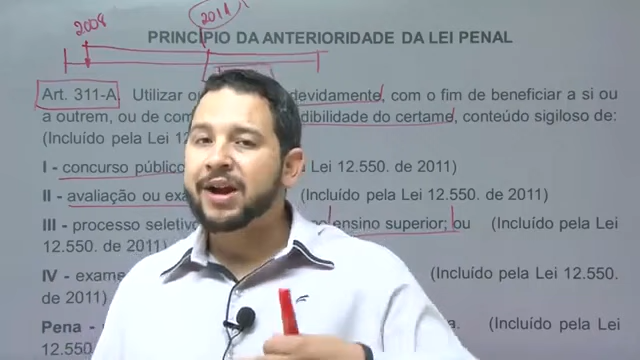 2008
2011
PRINCÍPIO DA ANTERIORIDADE DA LEI PENAL
Art. 311-A Utilizar ou devidamente, com o fim de beneficiar a si ou
a outrem, ou de com dibilidade do certame, conteúdo sigiloso de:
(Incluído pela Lei 12.550. de 2011)
I - concurso público Lei 12.550. de 2011)
II - avaliação ou exa (Incluído pela Lei 12.550. de 2011)
III - processo seletivo ensino superior; ou (Incluído pela Lei
12.550. de 2011)
IV - exame (Incluído pela Lei 12.550.
de 2011)
Pena - (Incluído pela Lei
12.550.